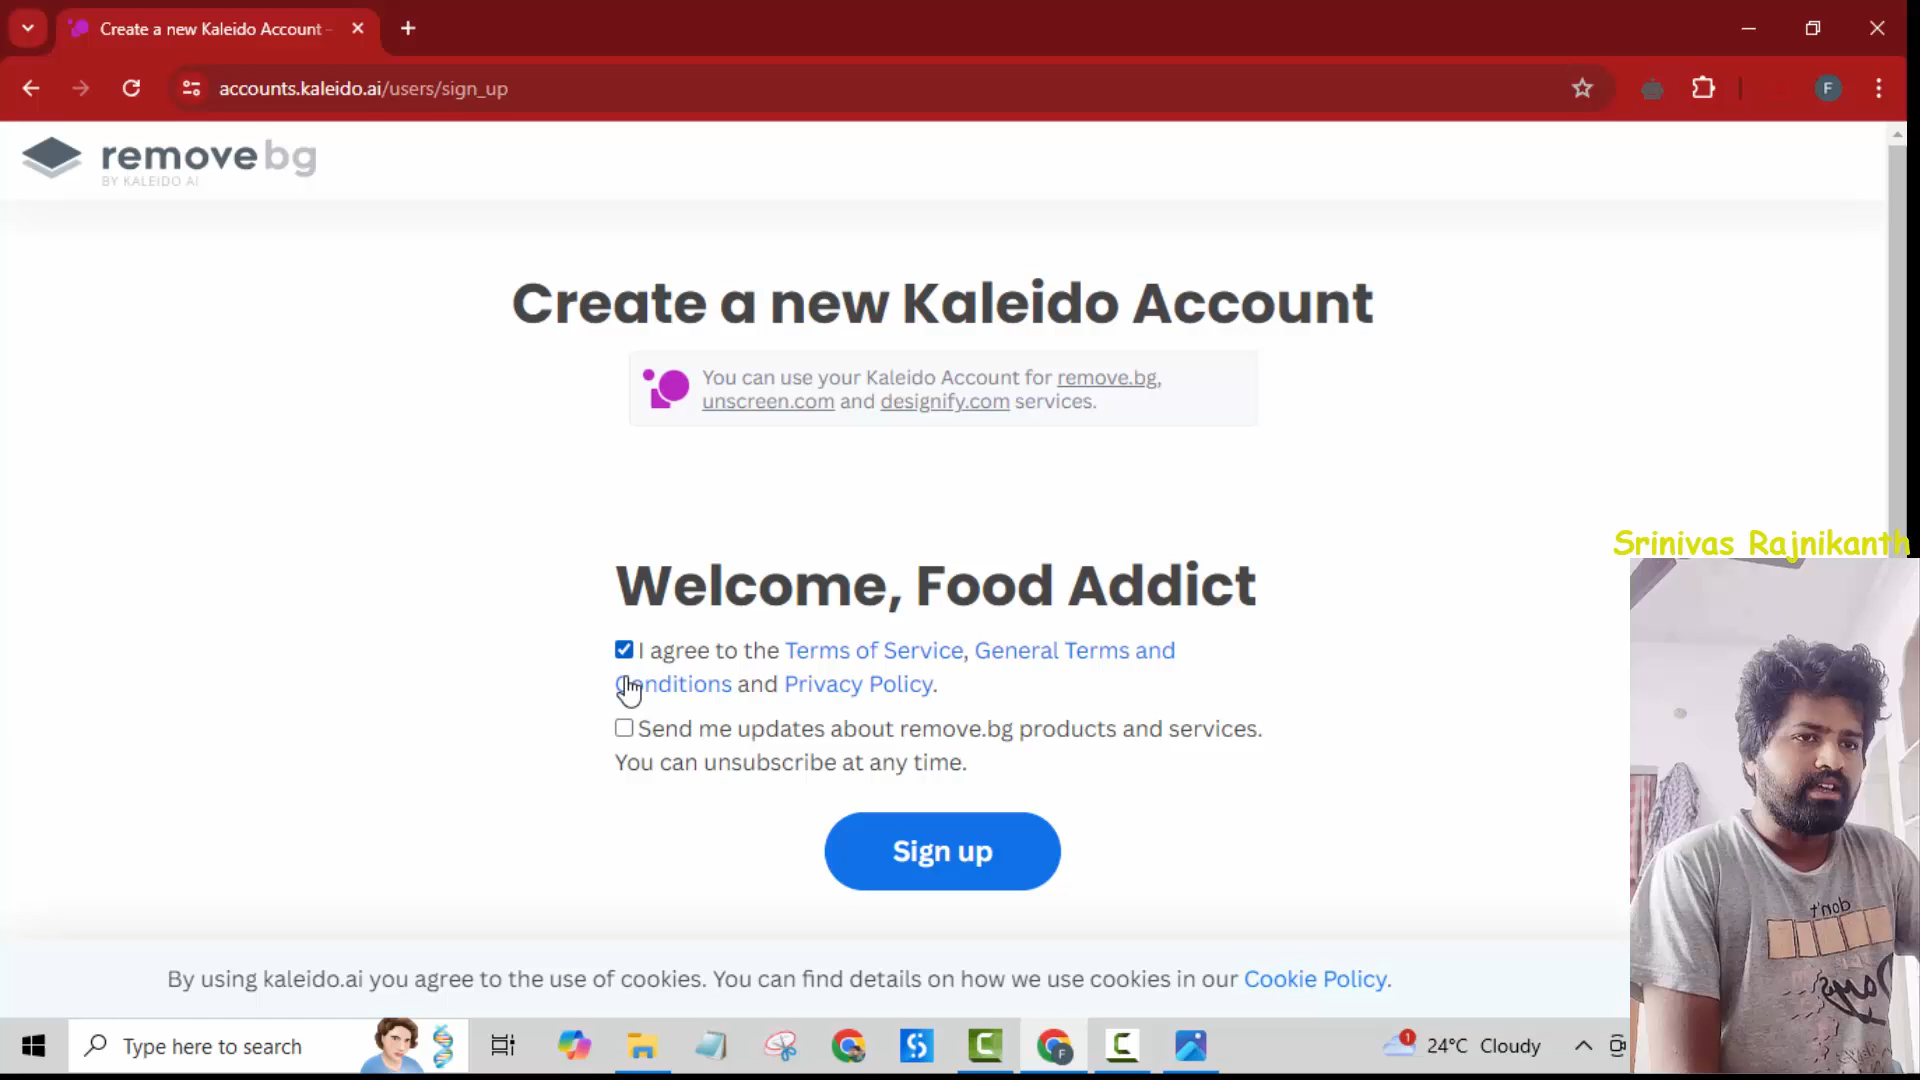 Create a new Kaleido Account -
accounts.kaleido.ai/users/sign_up
F
remove bg
BY KALEIDO AI
Create a new Kaleido Account
You can use your Kaleido Account for remove.bg,
unscreen.com and designify.com services.
Srinivas Rajnikanth
Welcome, Food Addict
I agree to the Terms of Service, General Terms and
Conditions and Privacy Policy.
Send me updates about remove.bg products and services.
You can unsubscribe at any time.
Sign up
don't
By using kaleido.ai you agree to the use of cookies. You can find details on how we use cookies in our Cookie Policy.
Type here to search
F
1
24°C Cloudy